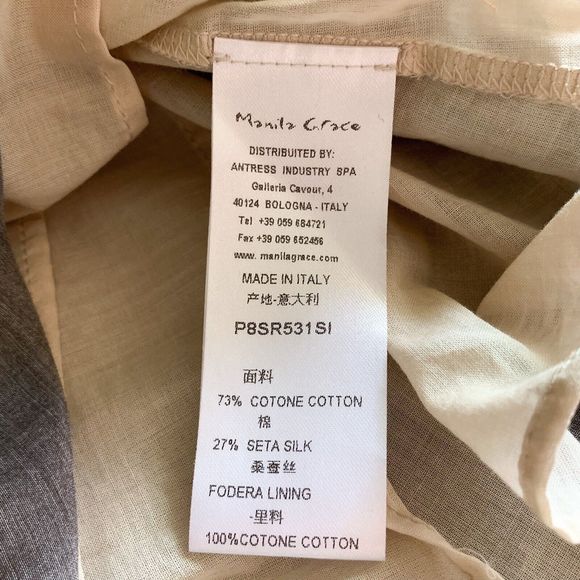 Manila Grace
DISTRIBUTED BY:
ANTRESS INDUSTRY SPA
Galleria Cavour, 4
40124 BOLOGNA - ITALY
Tel +39 059 684721
Fax +39 059 652456
www.manilagrace.com
MADE IN ITALY
产地-意大利
P8SR531SI
面料
73% COTONE COTTON
棉
27% SETA SILK
桑蚕丝
FODERA LINING
-里料
100%COTONE COTTON